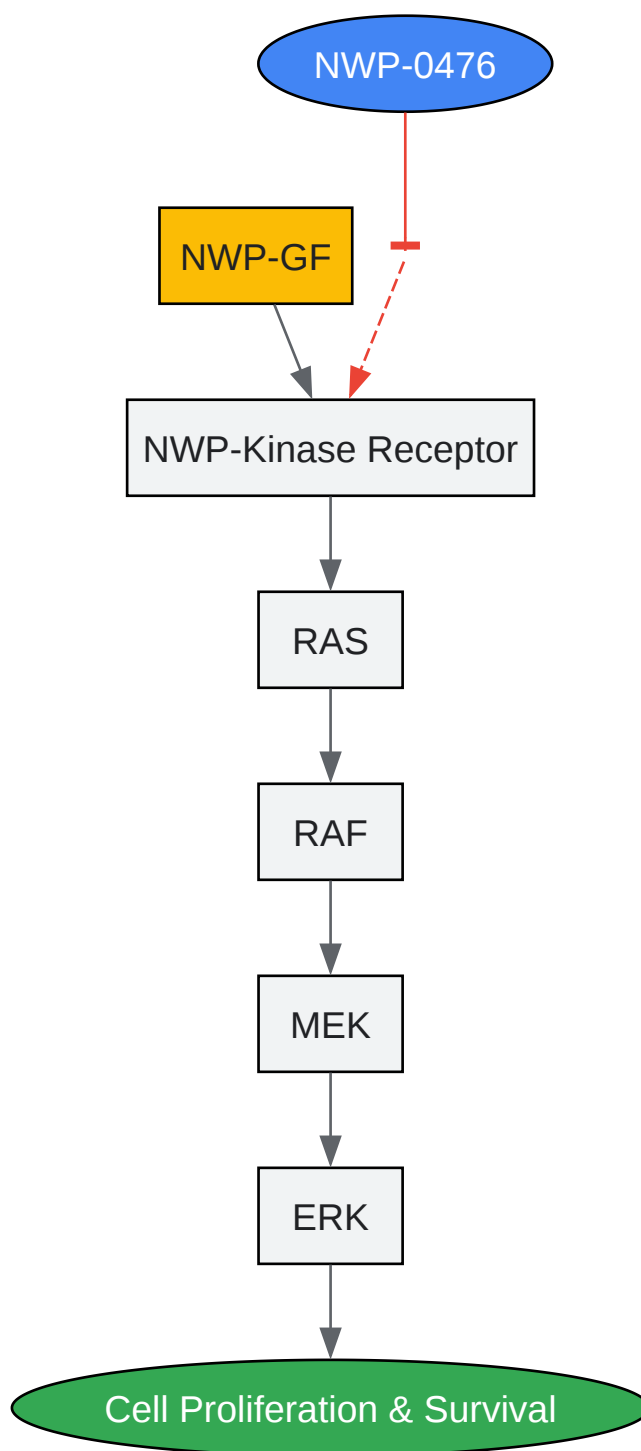 NWP-0476
NWP-GF
NWP-Kinase Receptor
RAS
RAF
MEK
ERK
Cell Proliferation & Survival